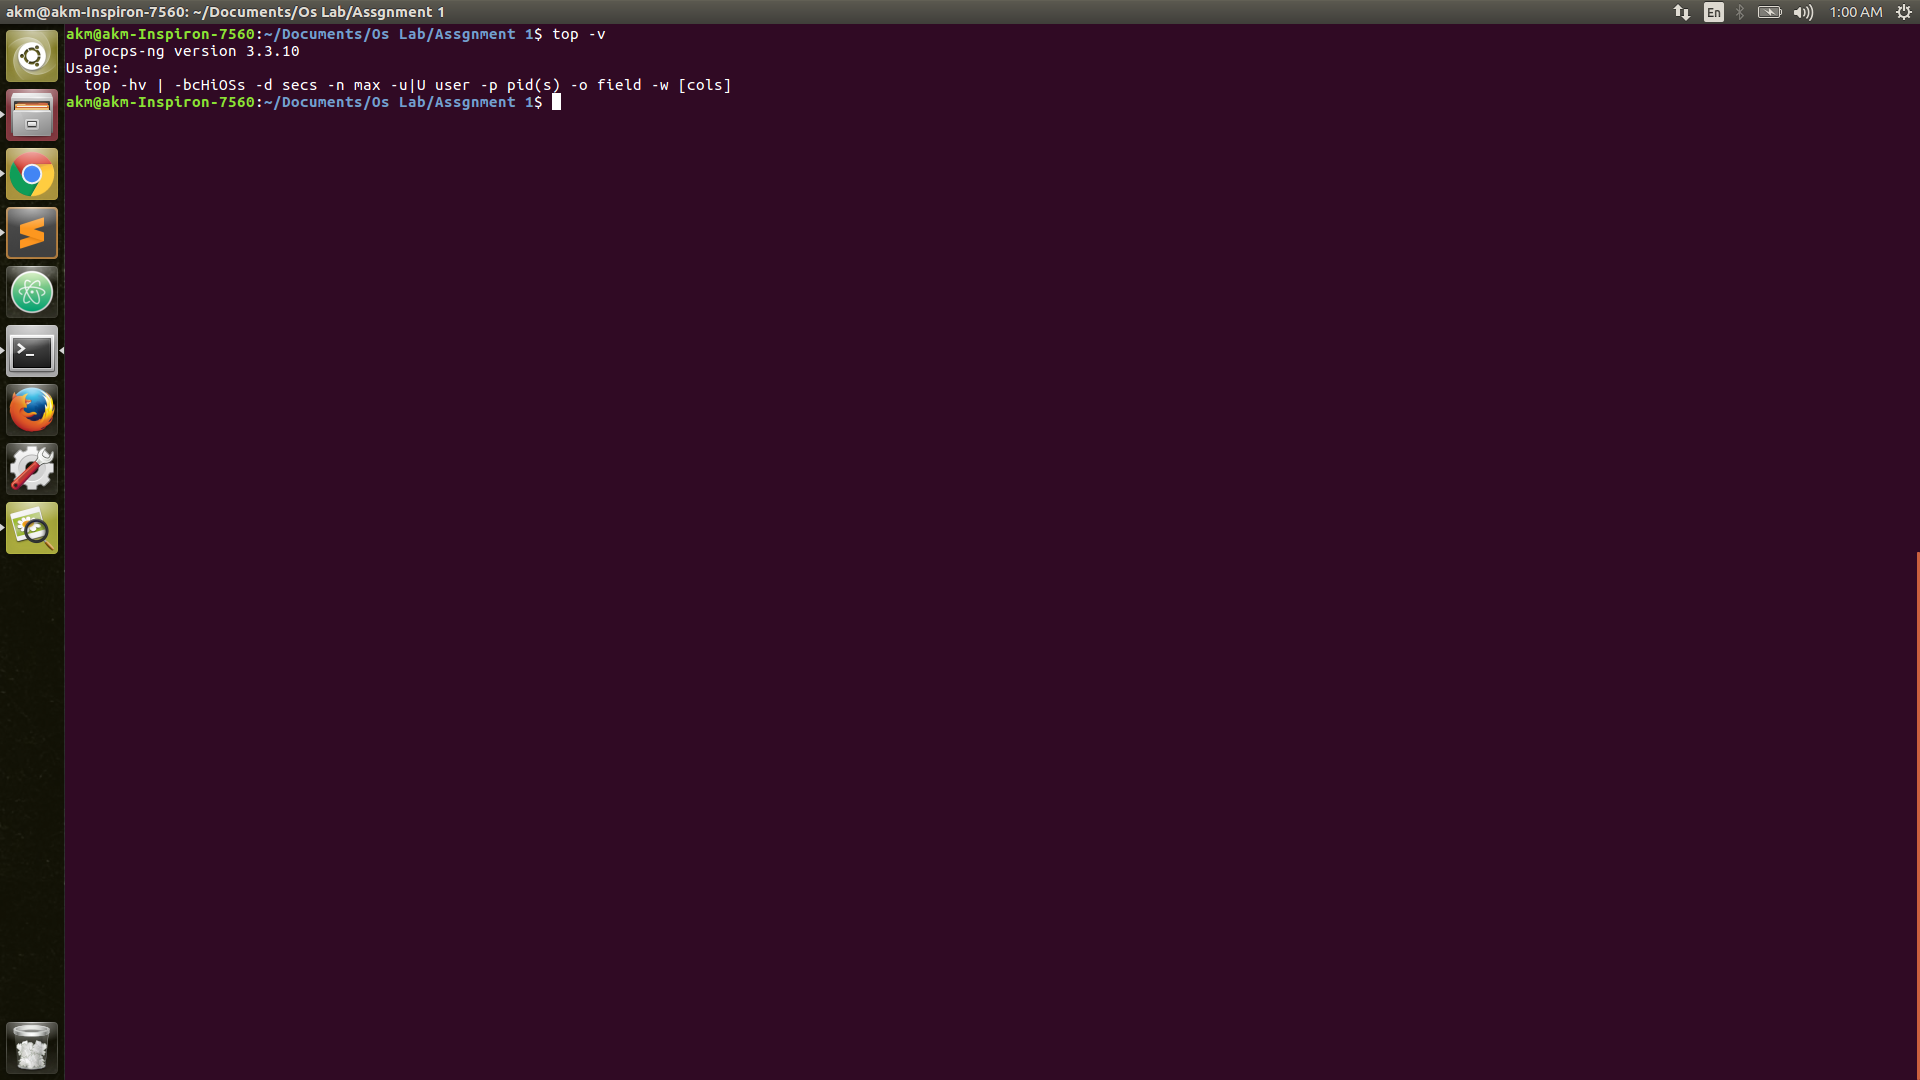 akm@akm-Inspiron-7560: ~/Documents/Os Lab/Assgnment 1
En
1:00 AM
akm@akm-Inspiron-7560:~/Documents/Os Lab/Assgnment 1$ top -v
  procps-ng version 3.3.10
Usage:
  top -hv | -bcHiOSs -d secs -n max -u|U user -p pid(s) -o field -w [cols]
akm@akm-Inspiron-7560:~/Documents/Os Lab/Assgnment 1$